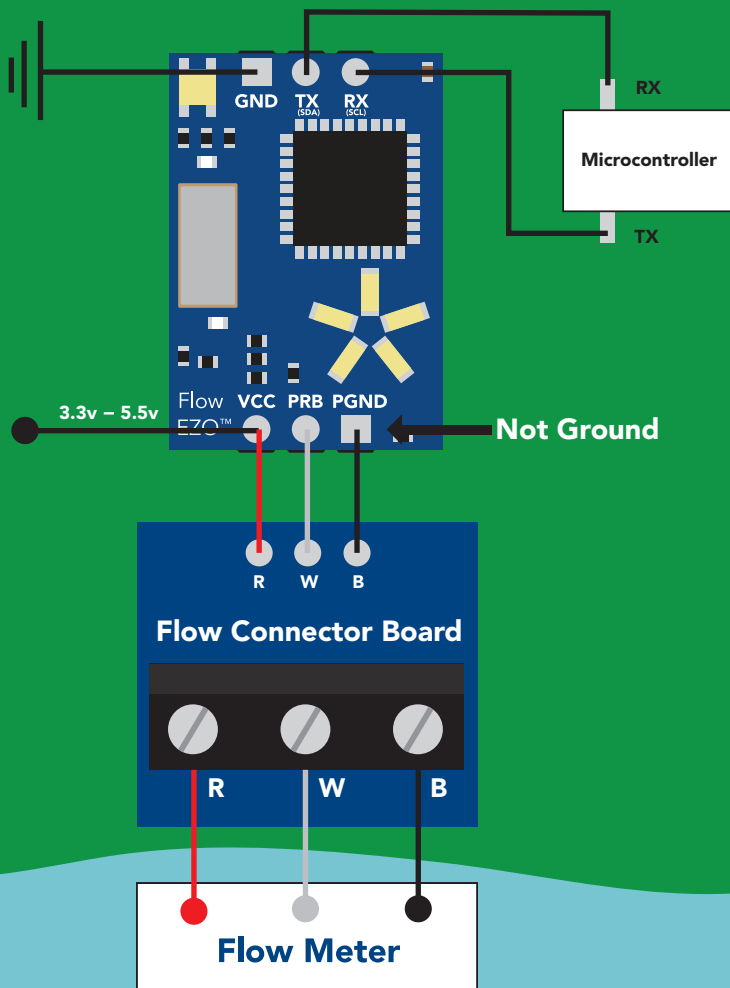 GND TX RX
(SDA) (SCL)
RX
Microcontroller
TX
Flow VCC PRB PGND
3.3v – 5.5v
EZO™
Not Ground
R W B
Flow Connector Board
R W B
Flow Meter